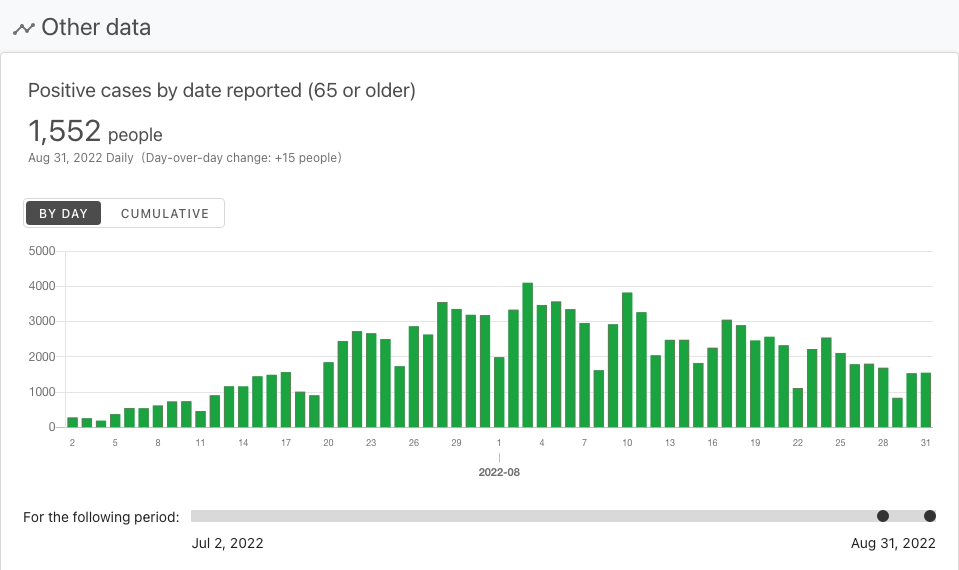 Other data
Positive cases by date reported (65 or older)
1,552 people
Aug 31, 2022 Daily (Day-over-day change: +15 people)
BY DAY CUMULATIVE
5000
4000
3000
2000
1000
0
2 5 8 11 14 17 20 23 26 29 1 4 7 10 13 16 19 22 25 28 31
2022-08
For the following period:
Jul 2, 2022 Aug 31, 2022